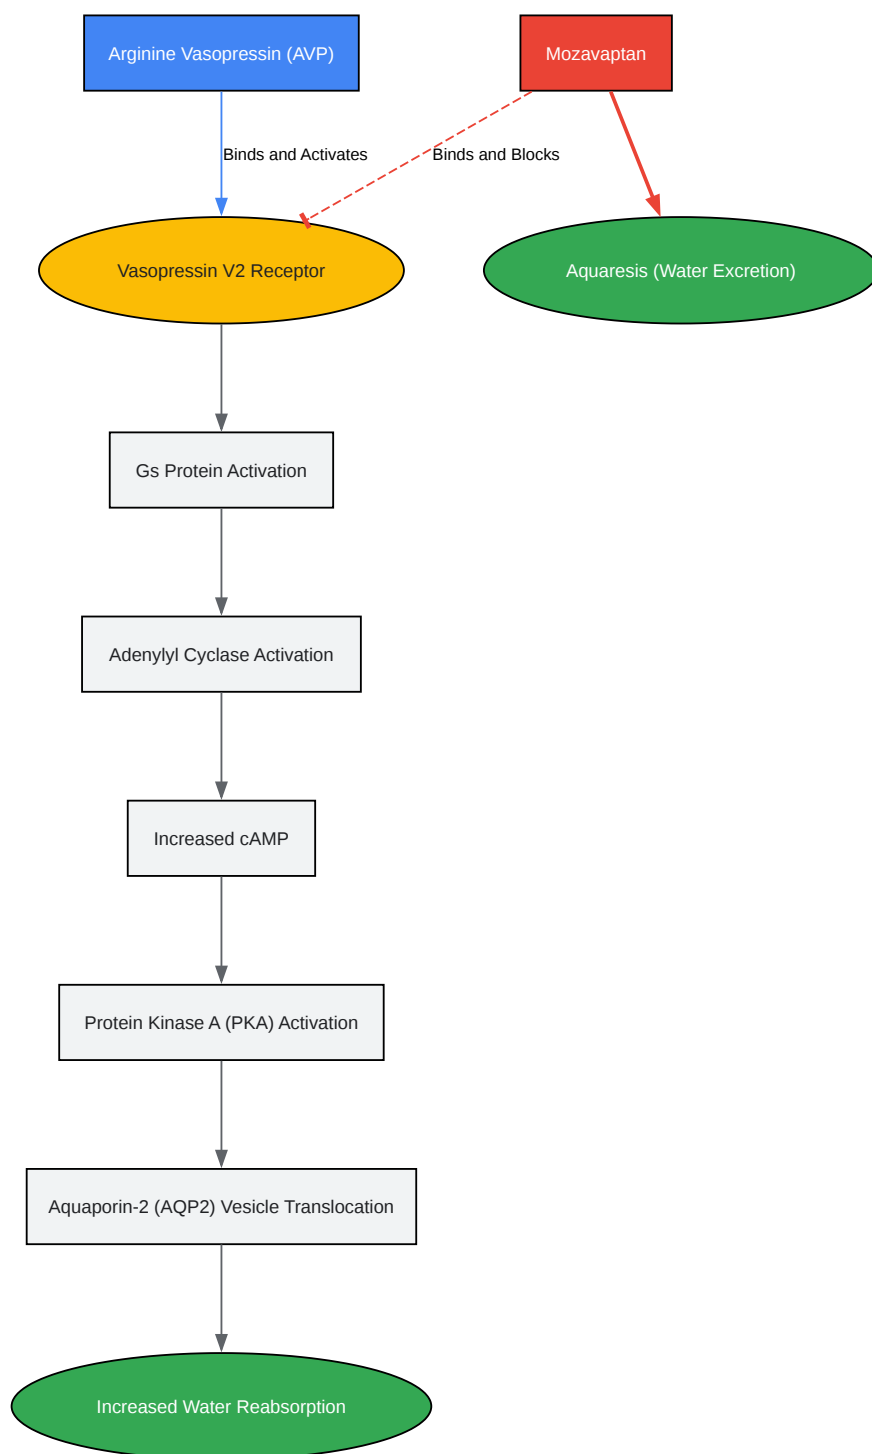 Arginine Vasopressin (AVP)
Mozavaptan
Binds and Activates
Binds and Blocks
Vasopressin V2 Receptor
Aquaresis (Water Excretion)
Gs Protein Activation
Adenylyl Cyclase Activation
Increased cAMP
Protein Kinase A (PKA) Activation
Aquaporin-2 (AQP2) Vesicle Translocation
Increased Water Reabsorption